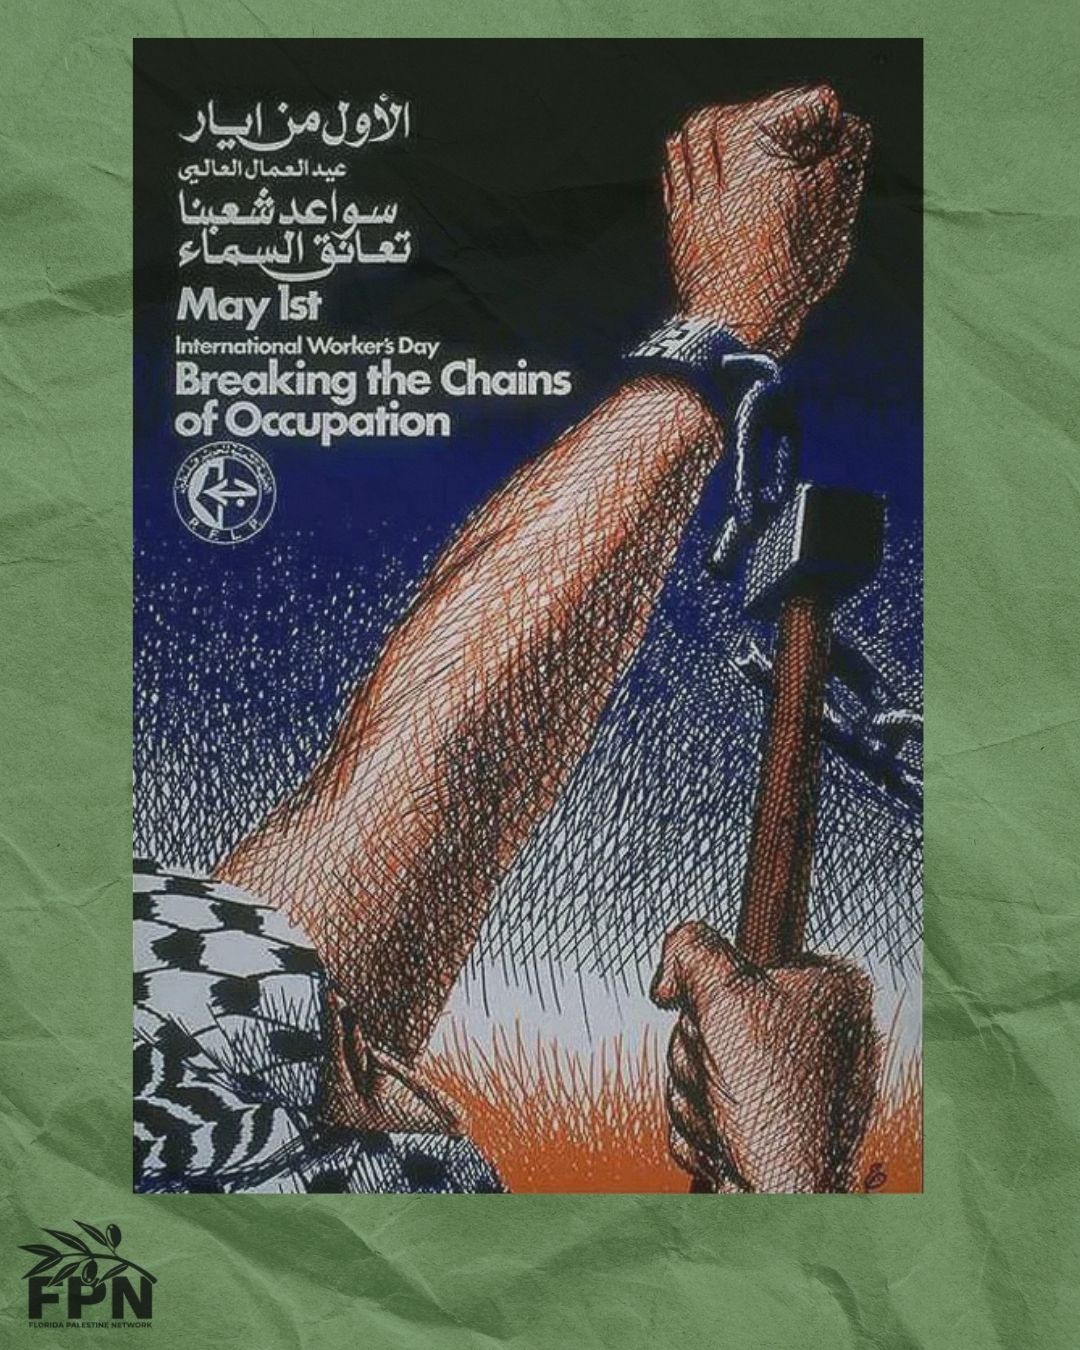 الأول من ايار
عيد العمال العالمي
سواعد شعبنا
تعانق السماء
May 1st
International Worker's Day
Breaking the Chains
of Occupation
P F L P
FPN
FLORIDA PALESTINE NETWORK